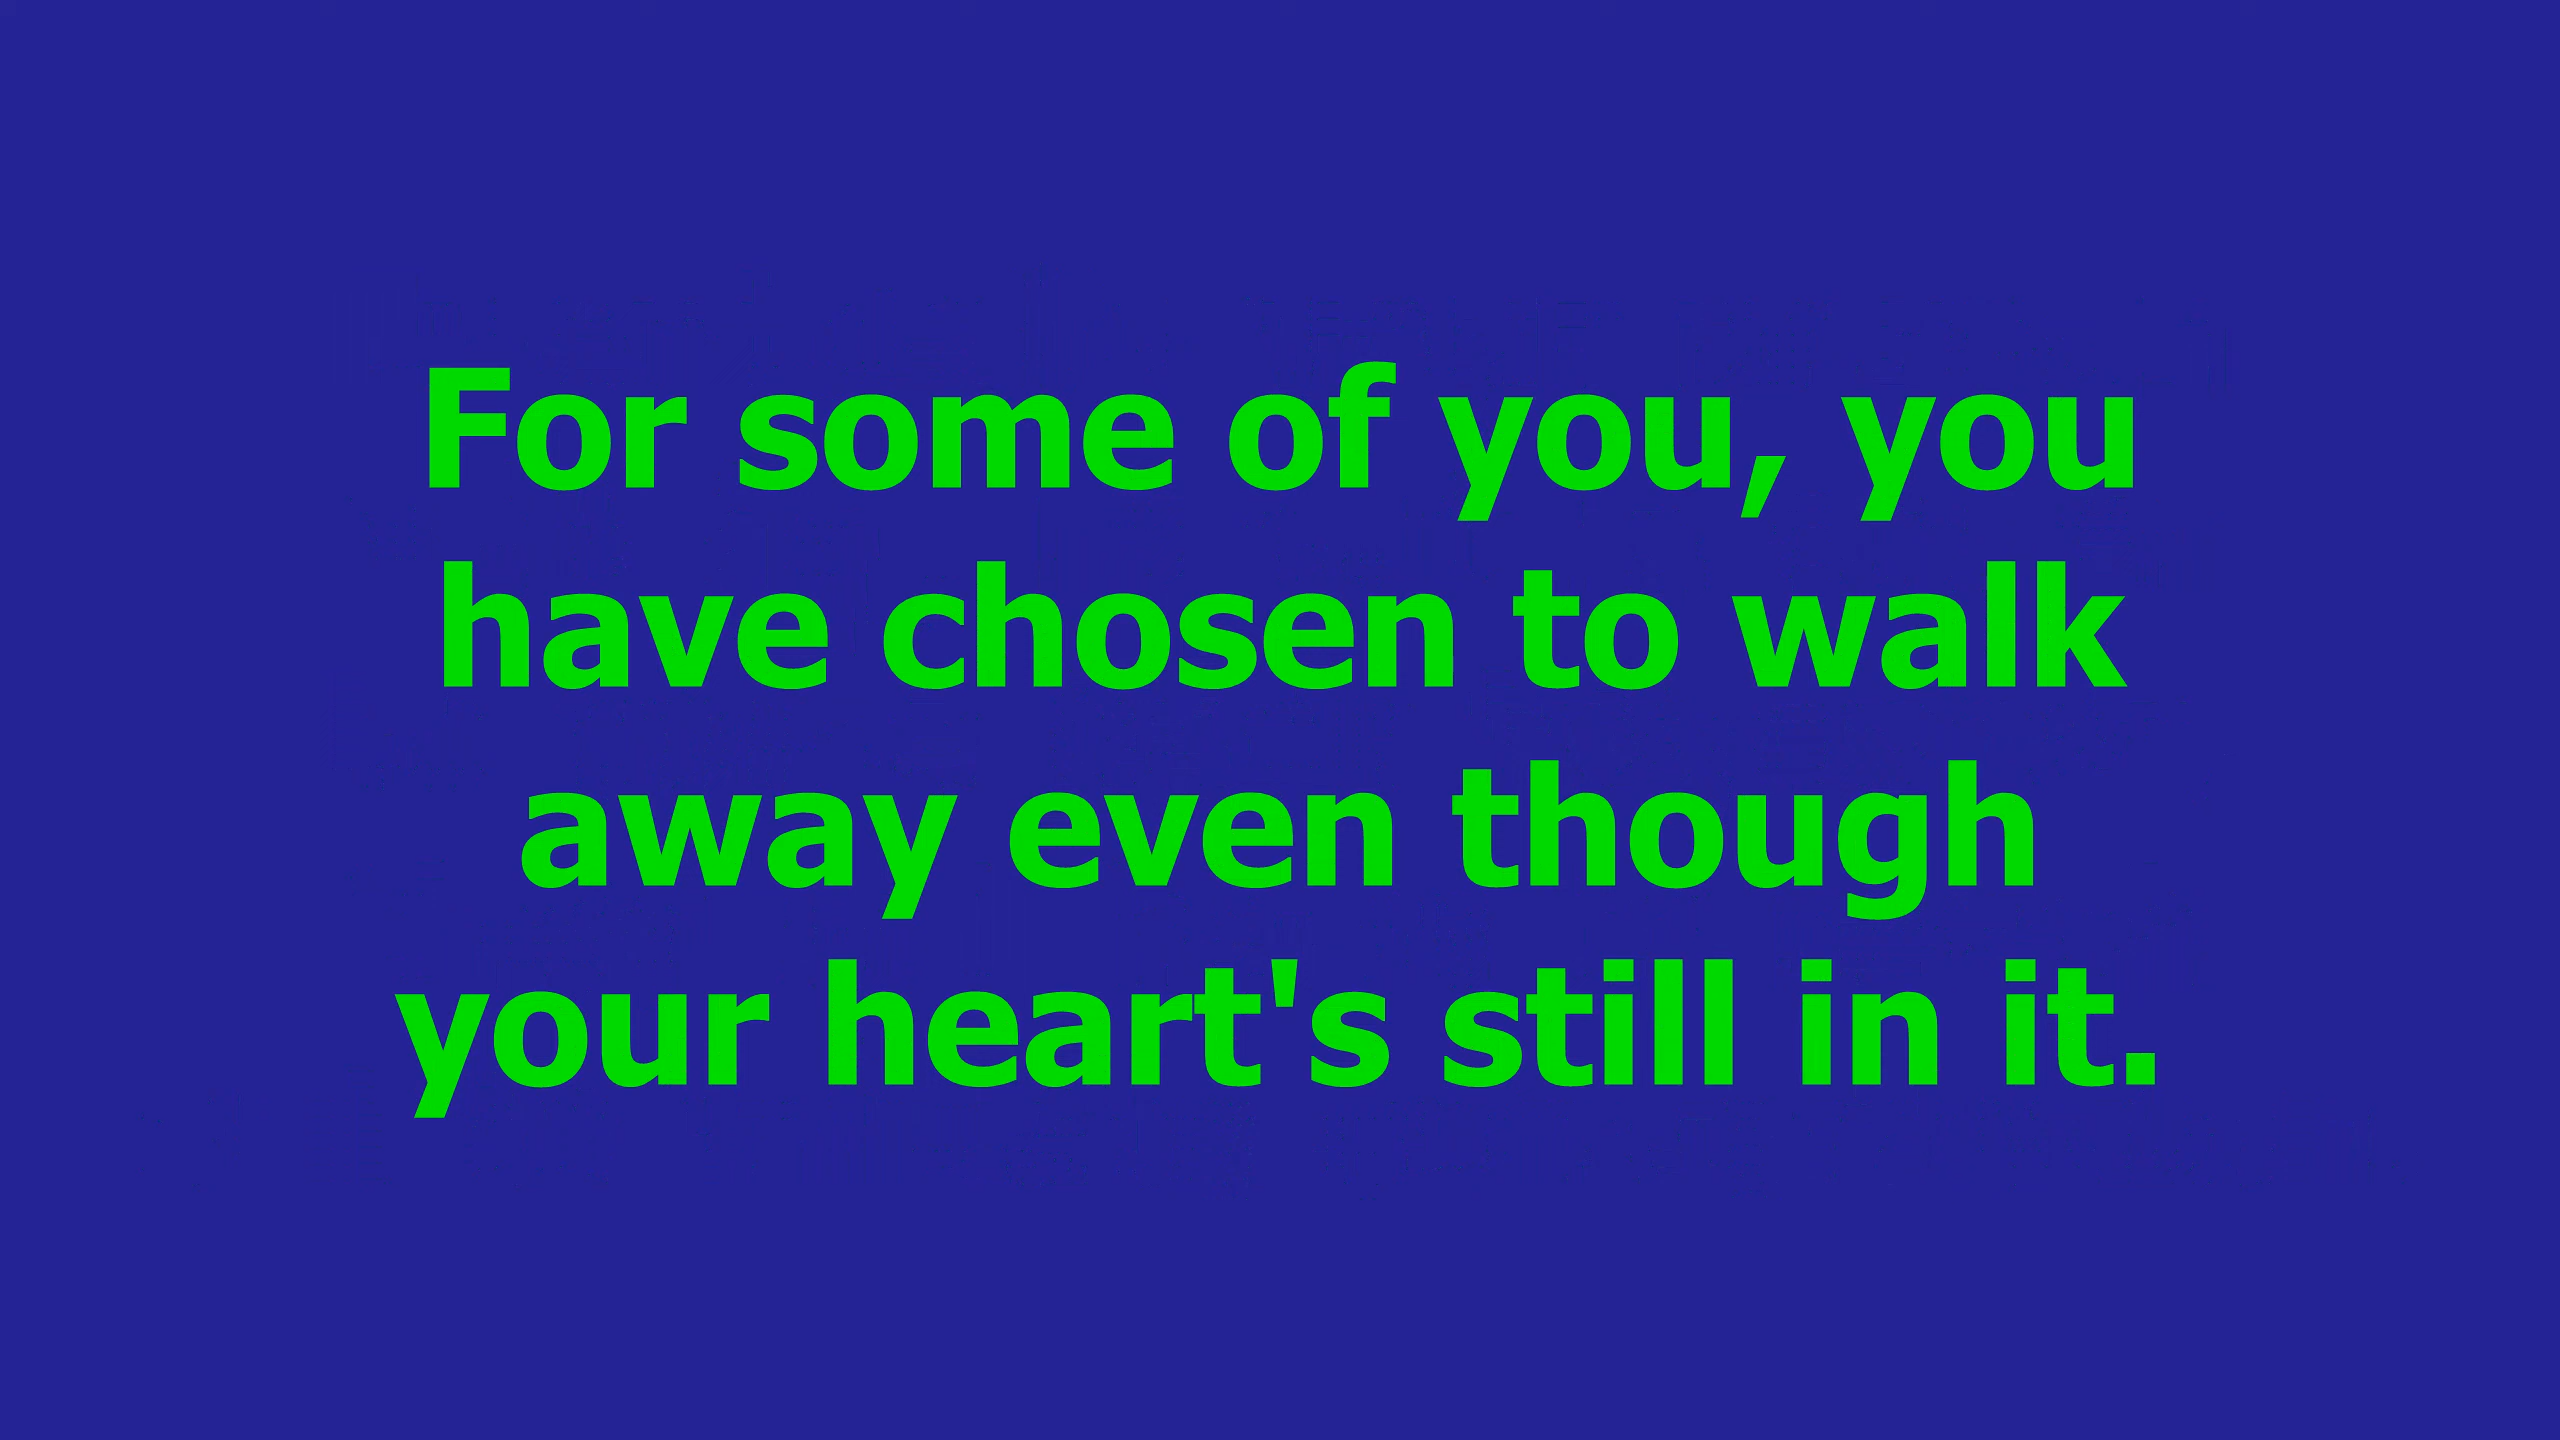 For some of you, you
have chosen to walk
away even though
your heart's still in it.